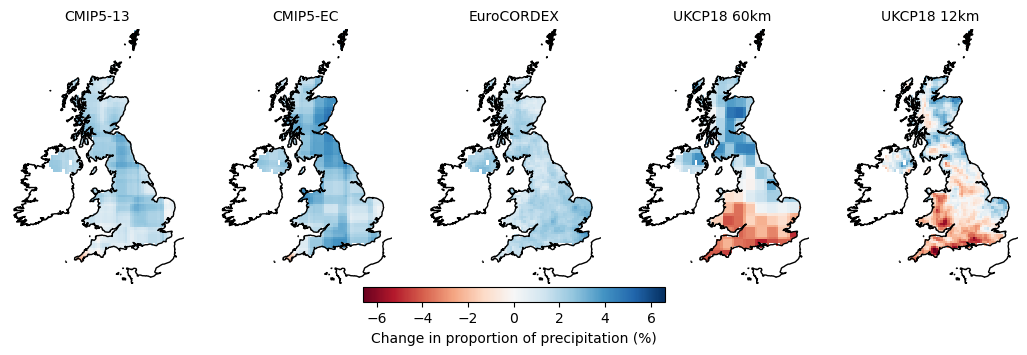 CMIP5-13 CMIP5-EC EuroCORDEX UKCP18 60km UKCP18 12km
−6 −4 −2 0 2 4 6
Change in proportion of precipitation (%)